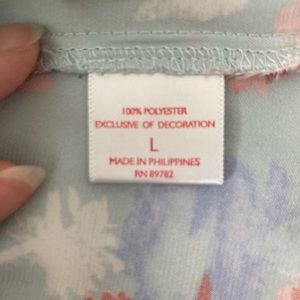 100% POLYESTER
EXCLUSIVE OF DECORATION
L
MADE IN PHILIPPINES
RN 89782